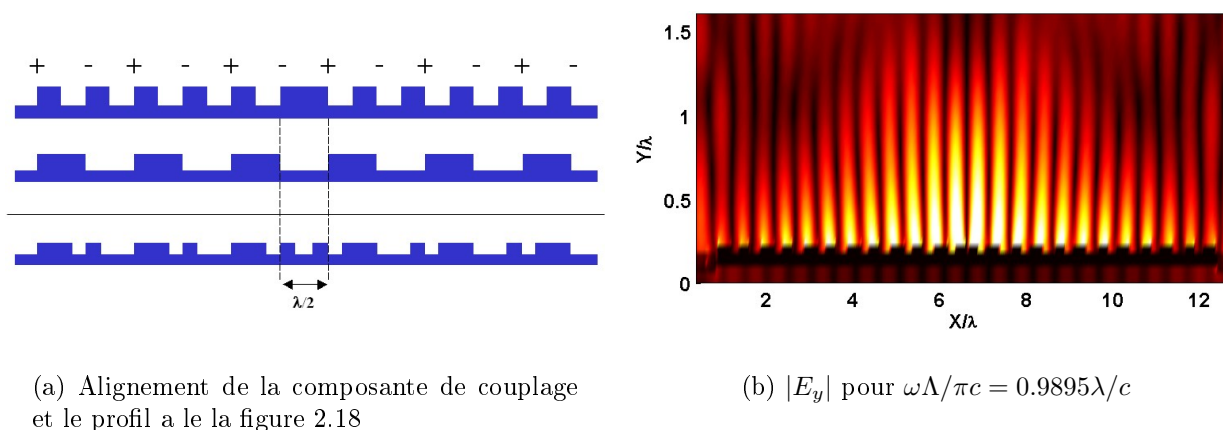 + - + - + - + - + - + -
λ/2
(a) Alignement de la composante de couplage
et le profil a le la figure 2.18
1.5
1
0.5
0
Y/λ
2 4 6 8 10 12
X/λ
(b) |E_y| pour ωΛ/πc = 0.9895λ/c